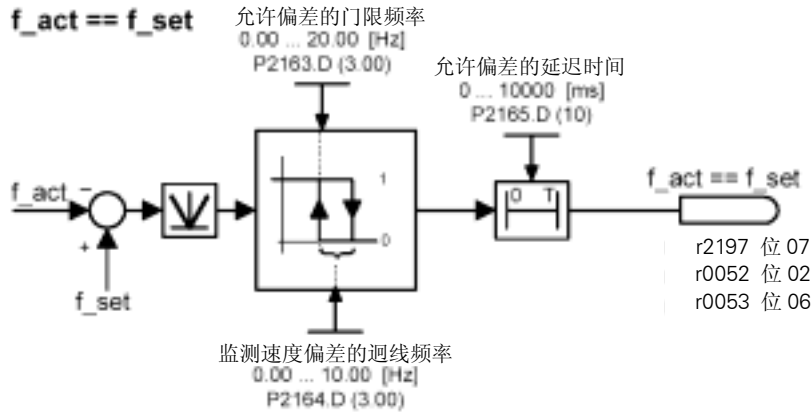 f_act == f_set
允许偏差的门限频率
0.00 ... 20.00 [Hz]
P2163.D (3.00)
允许偏差的延迟时间
0 ... 10000 [ms]
P2165.D (10)
f_act
−
+
f_set
1
0
0 T
f_act == f_set
r2197 位 07
r0052 位 02
r0053 位 06
监测速度偏差的迴线频率
0.00 ... 10.00 [Hz]
P2164.D (3.00)